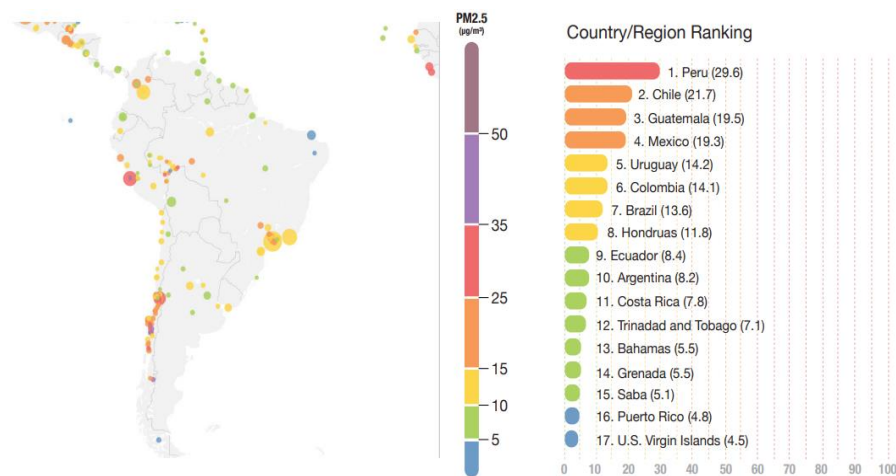 PM2.5
(µg/m³)
50
35
25
15
10
5
Country/Region Ranking
1. Peru (29.6)
2. Chile (21.7)
3. Guatemala (19.5)
4. Mexico (19.3)
5. Uruguay (14.2)
6. Colombia (14.1)
7. Brazil (13.6)
8. Hondruas (11.8)
9. Ecuador (8.4)
10. Argentina (8.2)
11. Costa Rica (7.8)
12. Trinadad and Tobago (7.1)
13. Bahamas (5.5)
14. Grenada (5.5)
15. Saba (5.1)
16. Puerto Rico (4.8)
17. U.S. Virgin Islands (4.5)
0 10 20 30 40 50 60 70 80 90 100